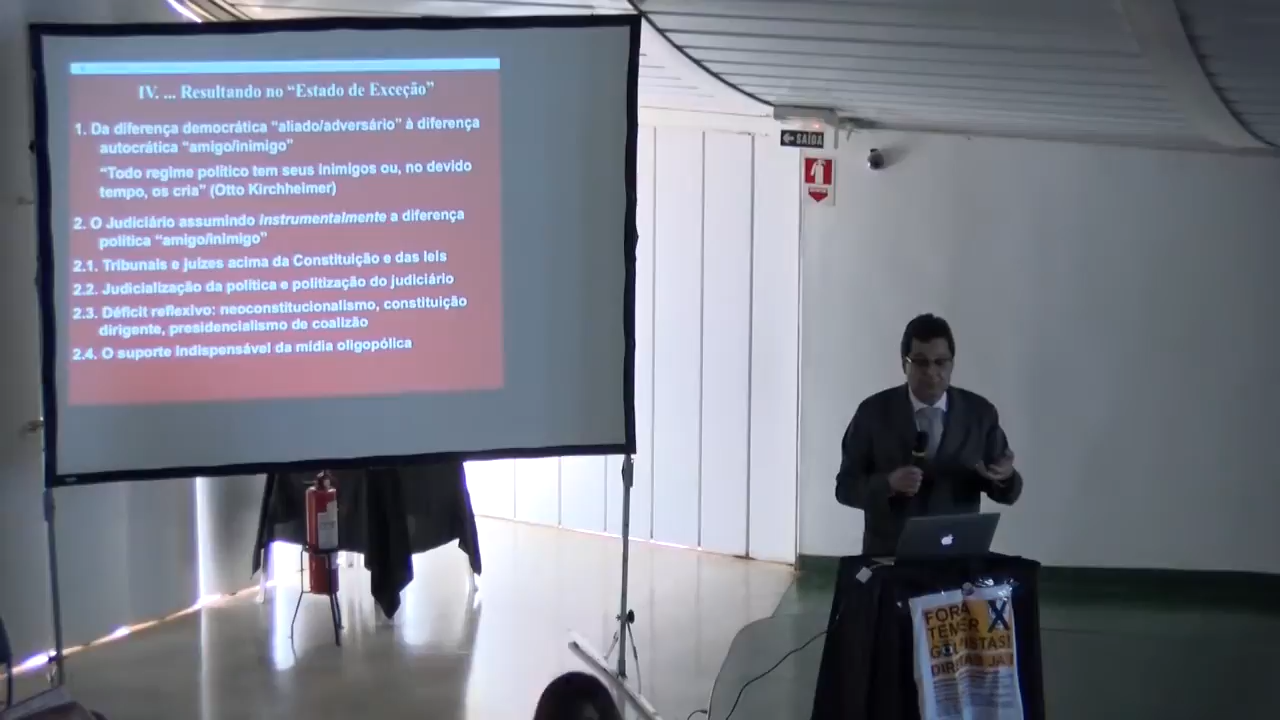 IV. ... Resultando no “Estado de Exceção”
1. Da diferença democrática “aliado/adversário” à diferença
autocrática “amigo/inimigo”
“Todo regime político tem seus inimigos ou, no devido
tempo, os cria” (Otto Kirchheimer)
2. O Judiciário assumindo instrumentalmente a diferença
política “amigo/inimigo”
2.1. Tribunais e juízes acima da Constituição e das leis
2.2. Judicialização da política e politização do judiciário
2.3. Déficit reflexivo: neoconstitucionalismo, constituição
dirigente, presidencialismo de coalizão
2.4. O suporte indispensável da mídia oligopólica
SAÍDA
FORA
TEMER
GOLPISTAS!
DIRETAS JÁ!